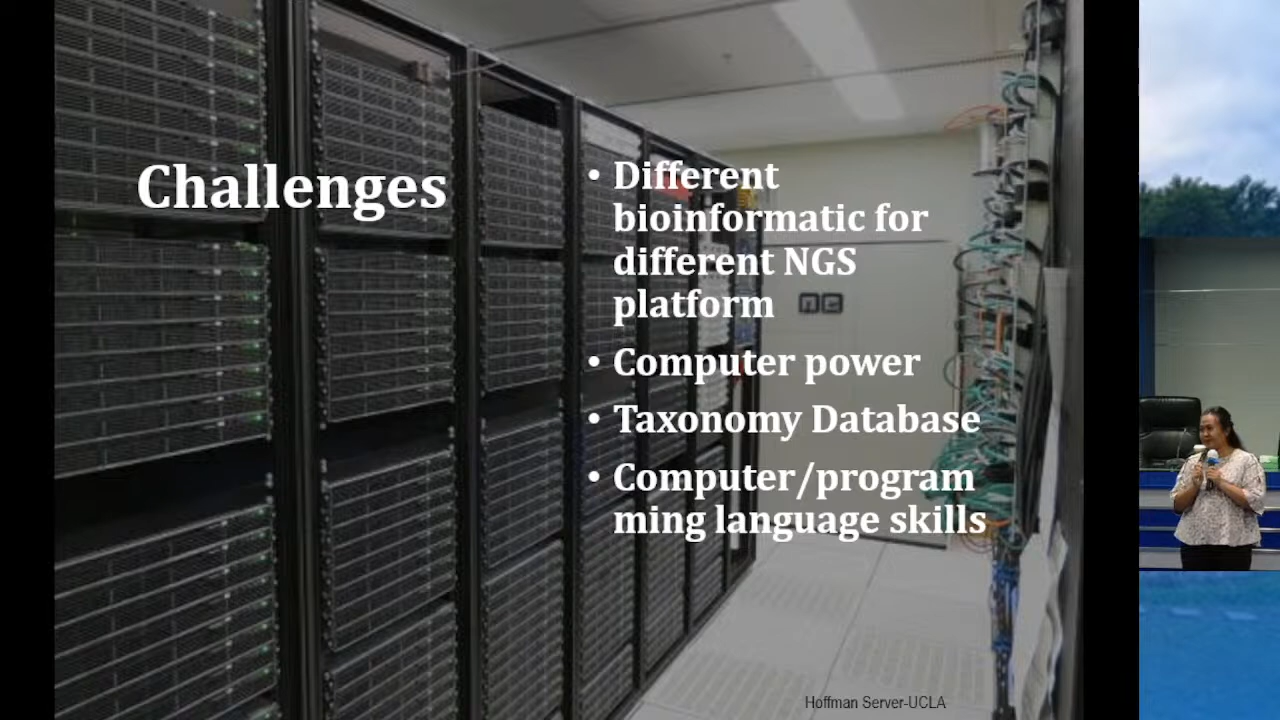 Challenges
• Different
bioinformatic for
different NGS
platform
• Computer power
• Taxonomy Database
• Computer/program
ming language skills
Hoffman Server-UCLA